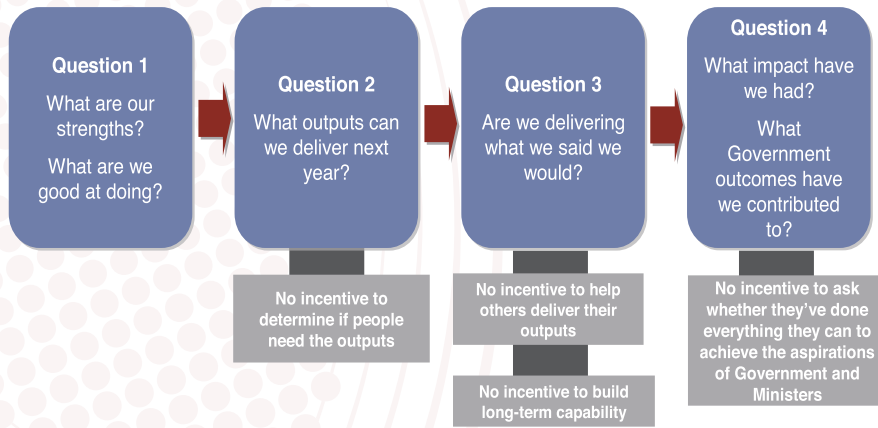 Question 1
What are our
strengths?
What are we
good at doing?
Question 2
What outputs can
we deliver next
year?
No incentive to
determine if people
need the outputs
Question 3
Are we delivering
what we said we
would?
No incentive to help
others deliver their
outputs
No incentive to build
long-term capability
Question 4
What impact have
we had?
What
Government
outcomes have
we contributed
to?
No incentive to ask
whether they've done
everything they can to
achieve the aspirations
of Government and
Ministers